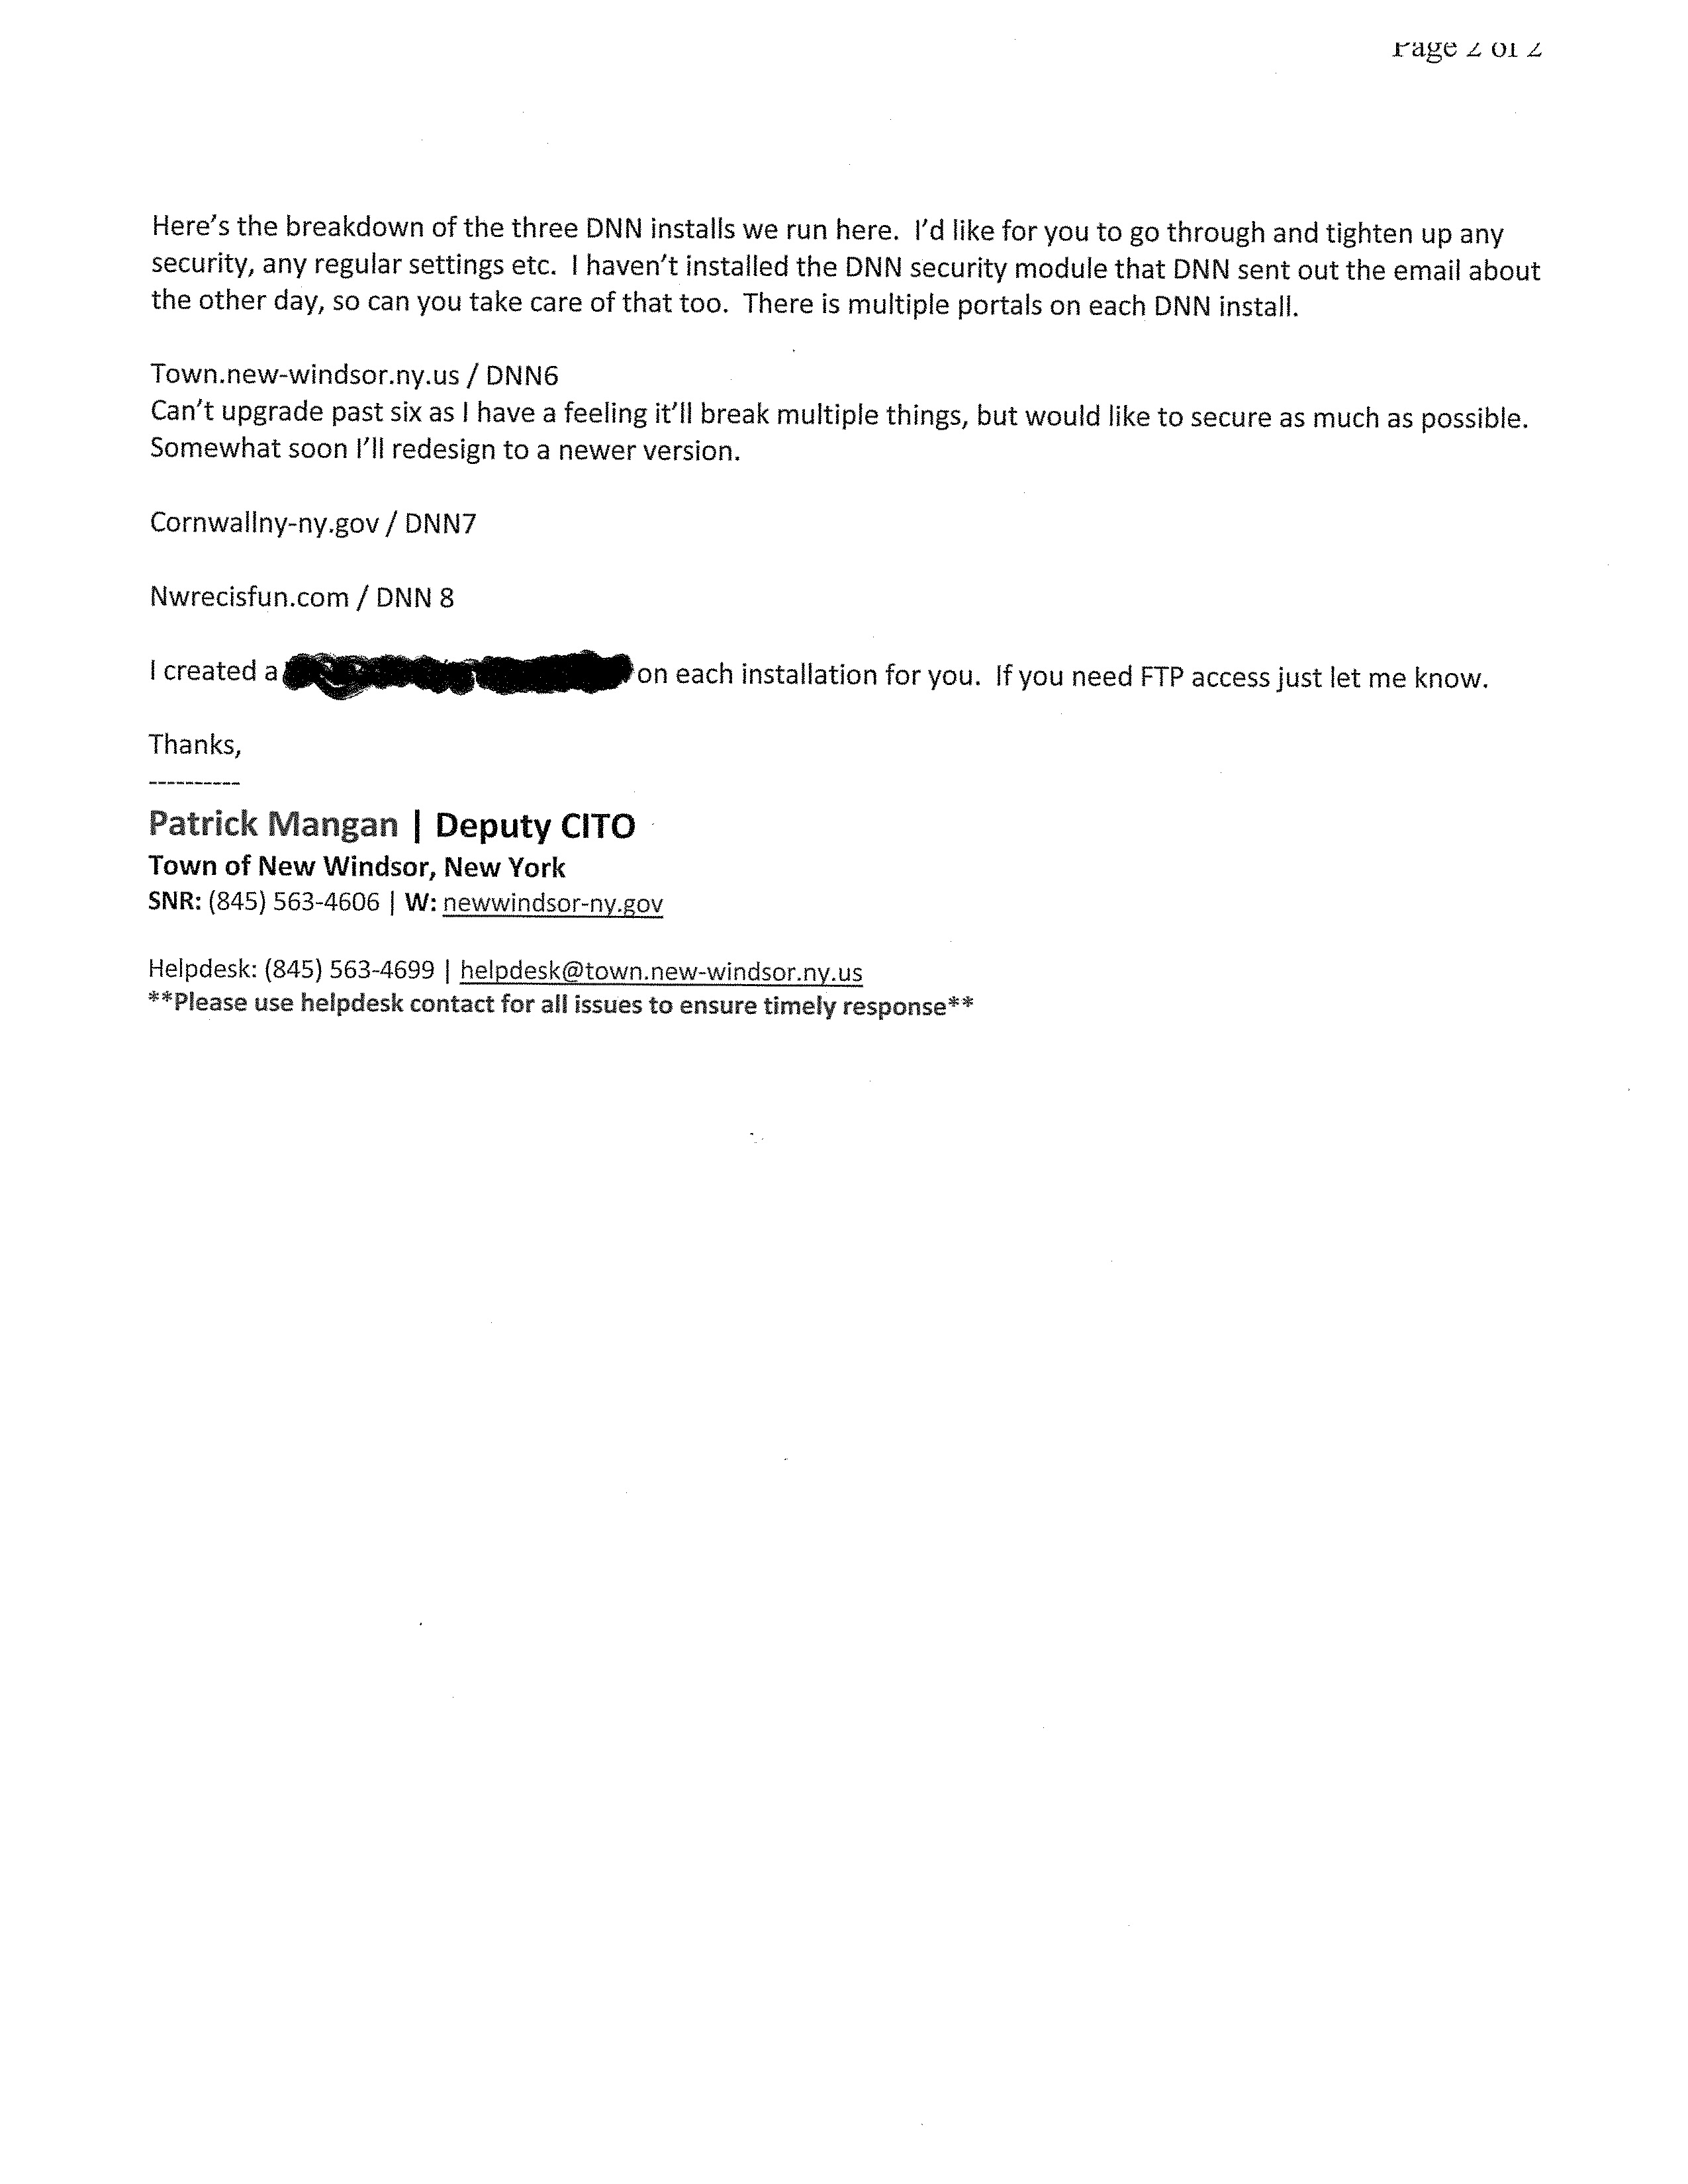 Page 2 of 2
Here's the breakdown of the three DNN installs we run here.  I'd like for you to go through and tighten up any
security, any regular settings etc.  I haven't installed the DNN security module that DNN sent out the email about
the other day, so can you take care of that too.  There is multiple portals on each DNN install.
Town.new-windsor.ny.us / DNN6
Can't upgrade past six as I have a feeling it'll break multiple things, but would like to secure as much as possible.
Somewhat soon I'll redesign to a newer version.
Cornwallny-ny.gov / DNN7
Nwrecisfun.com / DNN 8
I created a on each installation for you.  If you need FTP access just let me know.
Thanks,
----------
Patrick Mangan | Deputy CITO
Town of New Windsor, New York
SNR: (845) 563-4606 | W: newwindsor-ny.gov
Helpdesk: (845) 563-4699 | helpdesk@town.new-windsor.ny.us
**Please use helpdesk contact for all issues to ensure timely response**